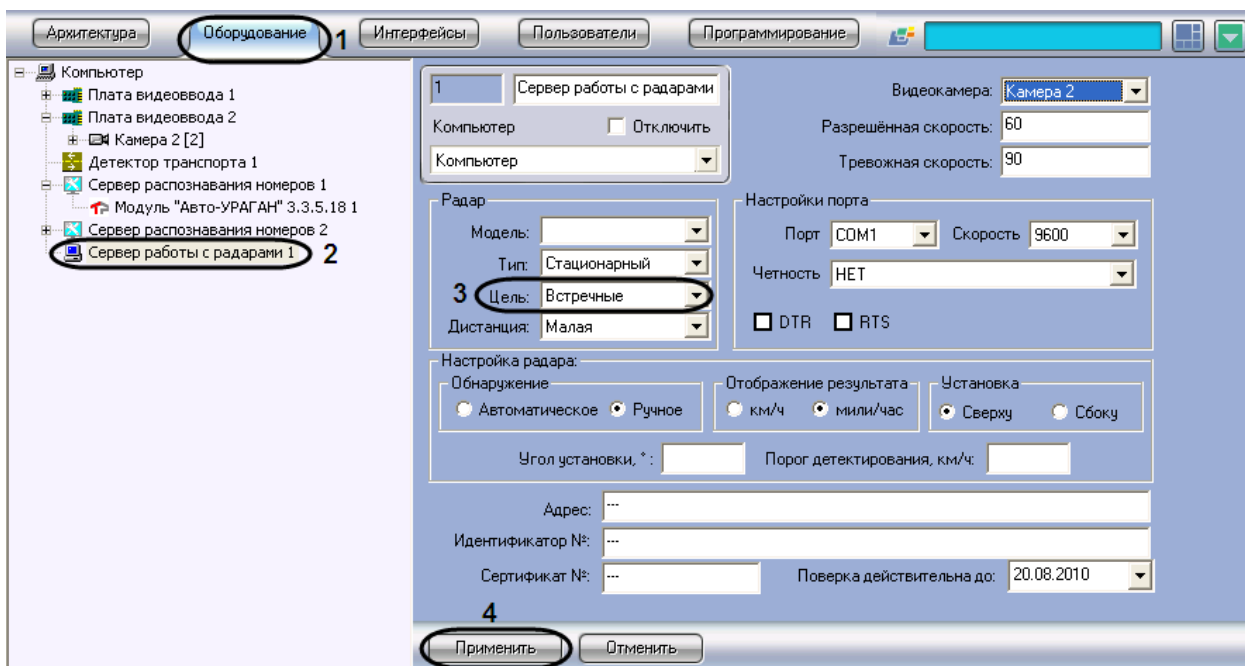 Архитектура Оборудование 1 Интерфейсы Пользователи Программирование
Компьютер
Плата видеоввода 1
Плата видеоввода 2
Камера 2 [2]
Детектор транспорта 1
Сервер распознавания номеров 1
Модуль "Авто-УРАГАН" 3.3.5.18 1
Сервер распознавания номеров 2
Сервер работы с радарами 1 2
1 Сервер работы с радарами
Компьютер Отключить
Компьютер
Видеокамера: Камера 2
Разрешённая скорость: 60
Тревожная скорость: 90
Радар
Модель:
Тип: Стационарный
3 Цель: Встречные
Дистанция: Малая
Настройки порта
Порт COM1 Скорость 9600
Четность НЕТ
DTR RTS
Настройка радара:
Обнаружение Отображение результата Установка
Автоматическое Ручное км/ч мили/час Сверху Сбоку
Угол установки, ° : Порог детектирования, км/ч:
Адрес: ---
Идентификатор №: ---
Сертификат №: --- Поверка действительна до: 20.08.2010
4
Применить Отменить